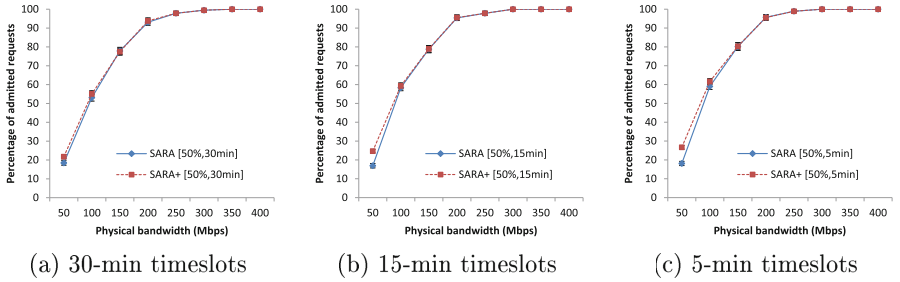 100
90
80
70
60
50
40
30
20
10
0
Percentage of admitted requests
SARA [50%,30min]
SARA+ [50%,30min]
50 100 150 200 250 300 350 400
Physical bandwidth (Mbps)
(a) 30-min timeslots
100
90
80
70
60
50
40
30
20
10
0
Percentage of admitted requests
SARA [50%,15min]
SARA+ [50%,15min]
50 100 150 200 250 300 350 400
Physical bandwidth (Mbps)
(b) 15-min timeslots
100
90
80
70
60
50
40
30
20
10
0
Percentage of admitted requests
SARA [50%,5min]
SARA+ [50%,5min]
50 100 150 200 250 300 350 400
Physical bandwidth (Mbps)
(c) 5-min timeslots